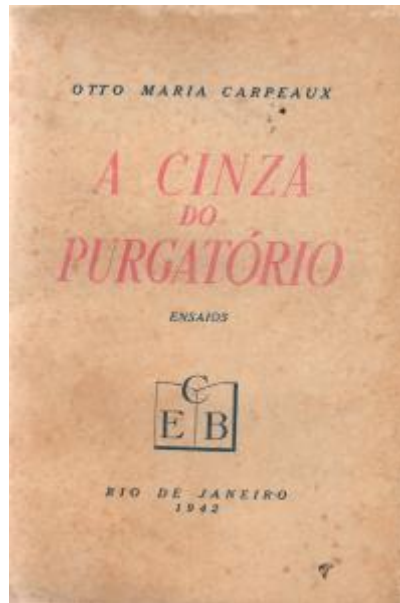 OTTO MARIA CARPEAUX
A CINZA
DO
PURGATÓRIO
ENSAIOS
C
E B
RIO DE JANEIRO
1942